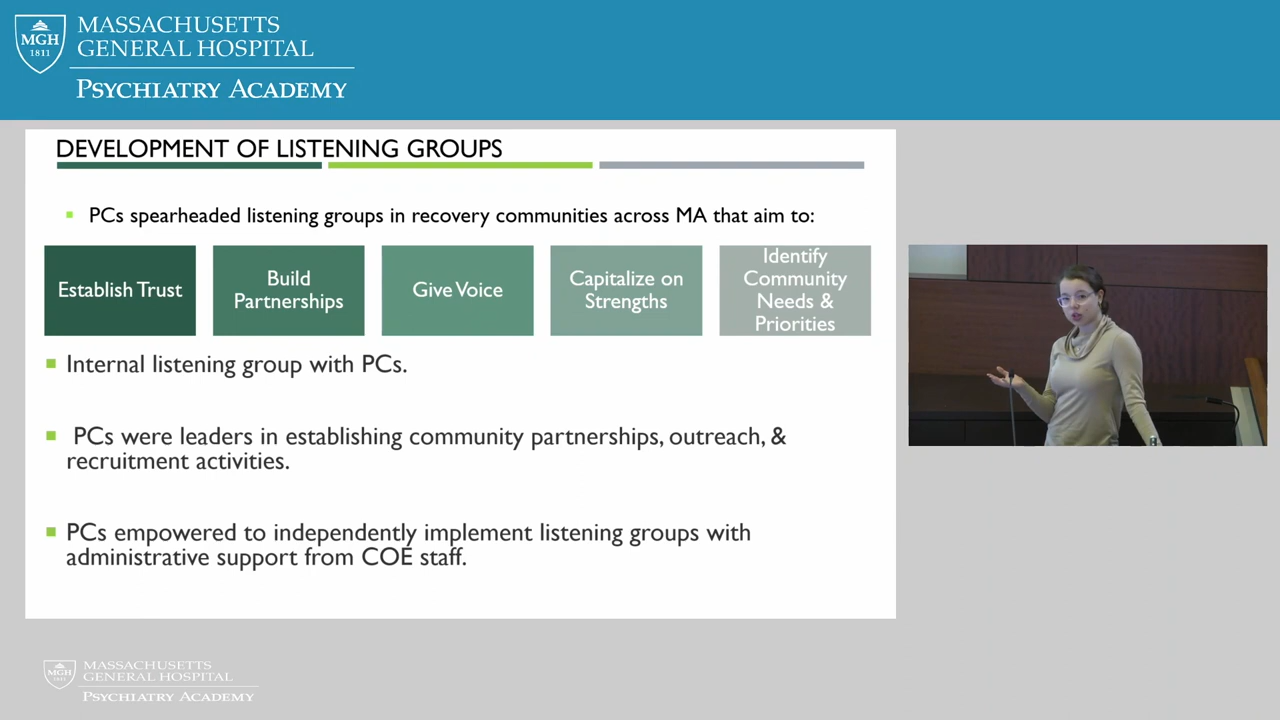 MGH
1811
MASSACHUSETTS
GENERAL HOSPITAL
PSYCHIATRY ACADEMY
DEVELOPMENT OF LISTENING GROUPS
PCs spearheaded listening groups in recovery communities across MA that aim to:
Establish Trust
Build
Partnerships
Give Voice
Capitalize on
Strengths
Identify
Community
Needs &
Priorities
Internal listening group with PCs.
PCs were leaders in establishing community partnerships, outreach, &
recruitment activities.
PCs empowered to independently implement listening groups with
administrative support from COE staff.
MGH
1811
MASSACHUSETTS
GENERAL HOSPITAL
PSYCHIATRY ACADEMY